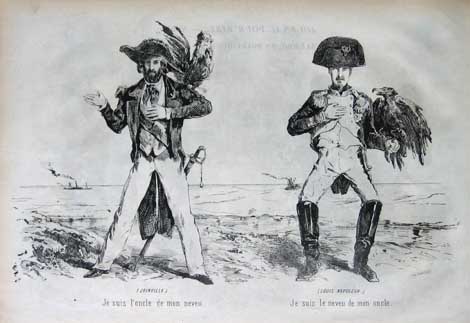 (JOINVILLE.)
Je suis l'oncle de mon neveu.
(LOUIS NAPOLÉON.)
Je suis le neveu de mon oncle.